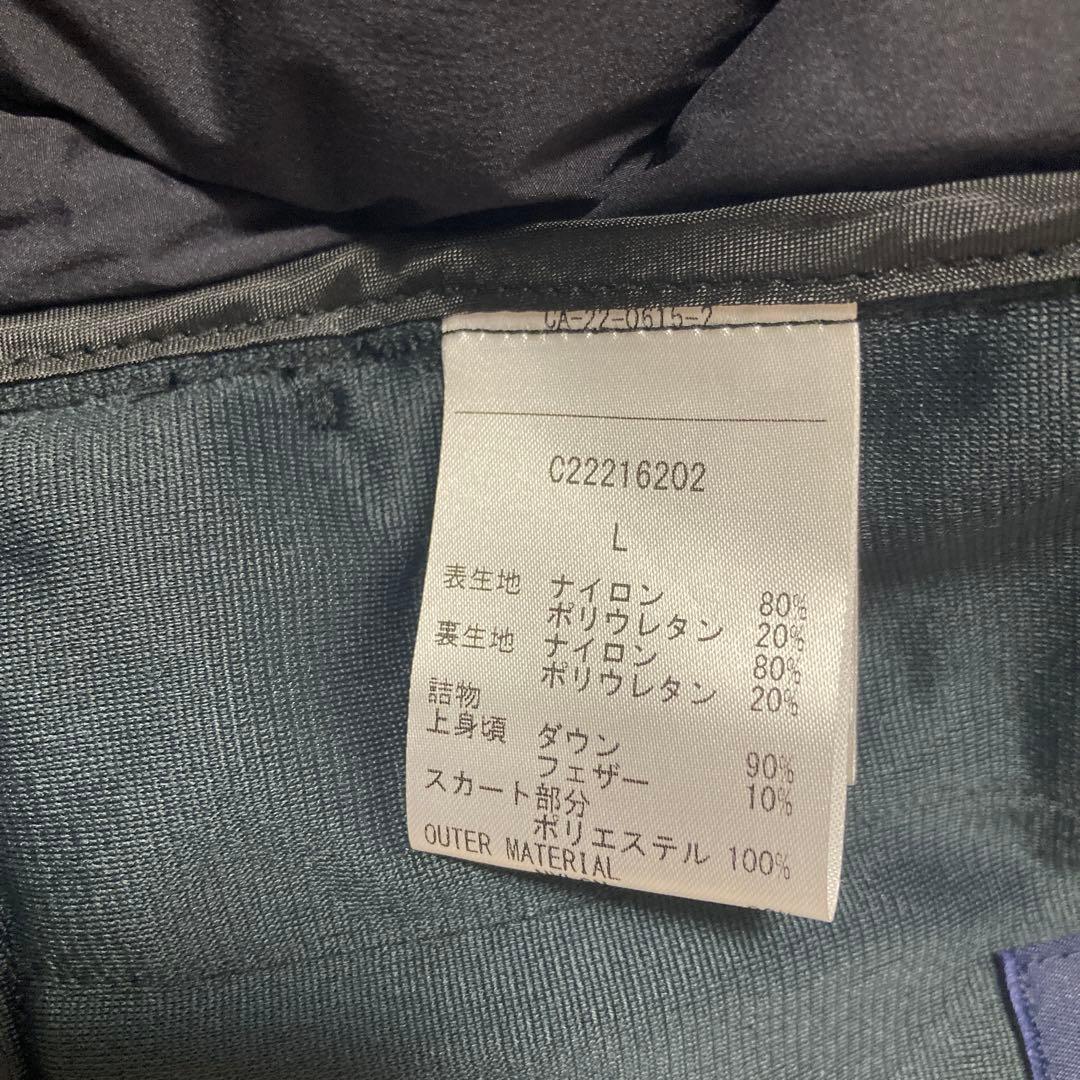 CA-22-0615-2
C22216202
L
表生地 ナイロン 80%
ポリウレタン 20%
裏生地 ナイロン 80%
ポリウレタン 20%
詰物
上身頃 ダウン 90%
フェザー 10%
スカート部分
ポリエステル 100%
OUTER MATERIAL